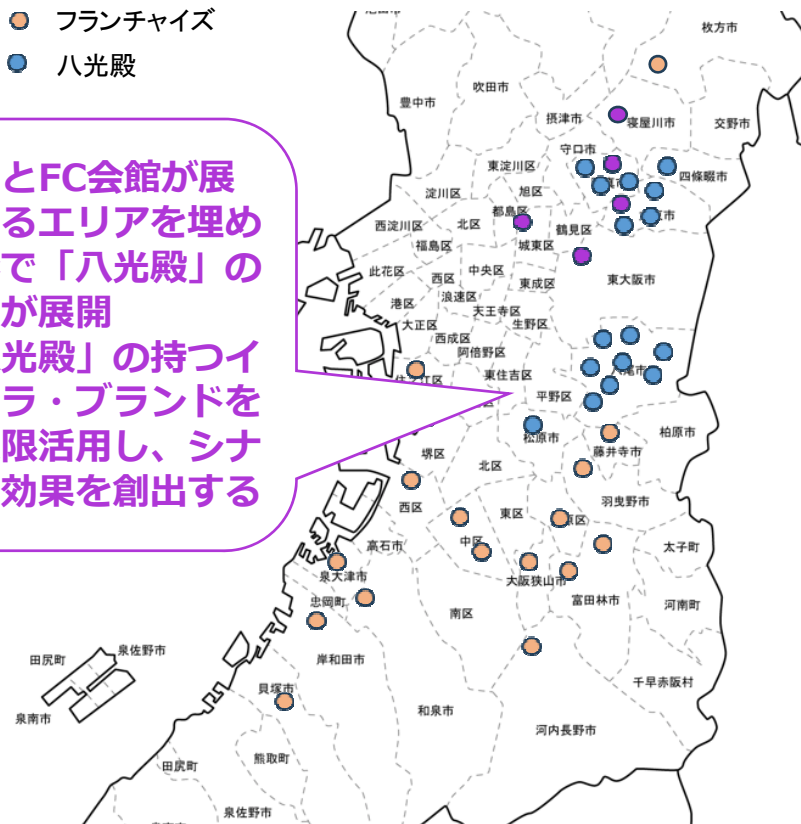 フランチャイズ
八光殿
とFC会館が展
るエリアを埋め
で「八光殿」の
が展開
光殿」の持つイ
ラ・ブランドを
限活用し、シナ
効果を創出する
枚方市
吹田市
豊中市
摂津市
寝屋川市
交野市
守口市
東淀川区
四條畷市
淀川区
旭区
都島区
西淀川区
北区
鶴見区
福島区
城東区
此花区
西区
中央区
東成区
東大阪市
港区
浪速区
天王寺区
大正区
生野区
西成区
阿倍野区
住之江区
東住吉区
八尾市
平野区
松原市
柏原市
堺区
藤井寺市
北区
西区
東区
原区
羽曳野市
高石市
中区
太子町
泉大津市
大阪狭山市
忠岡町
富田林市
河南町
南区
田尻町
泉佐野市
岸和田市
貝塚市
千早赤阪村
泉南市
和泉市
河内長野市
熊取町
田尻町
泉佐野市